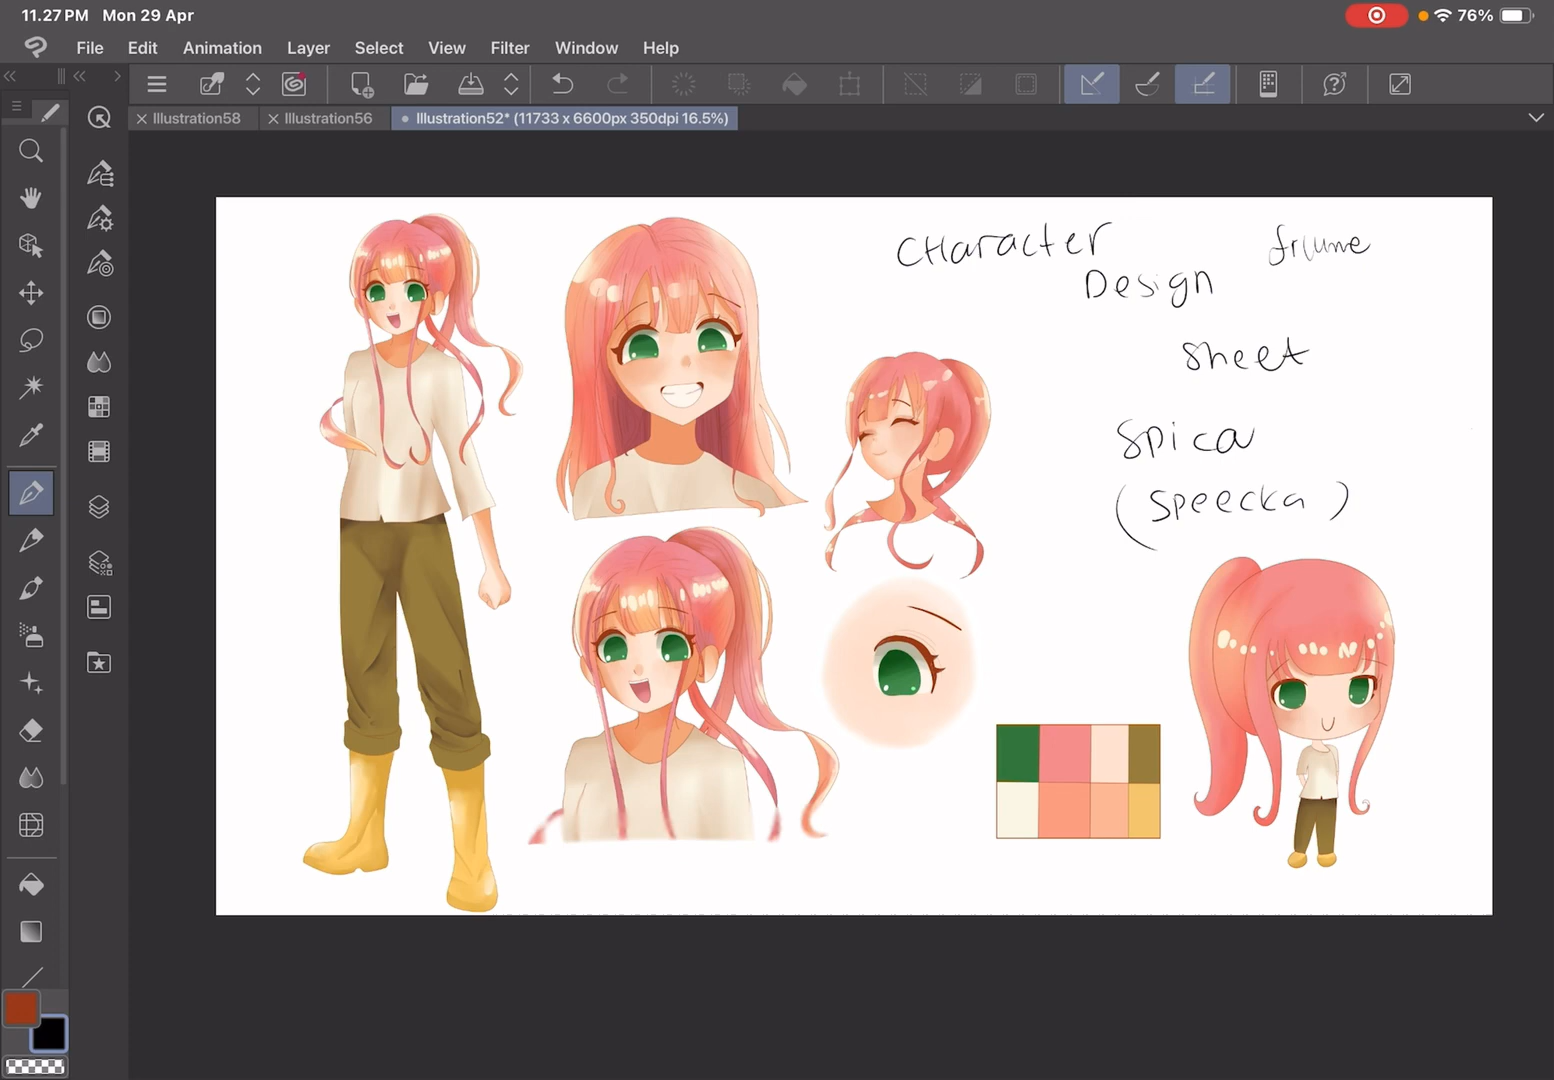 11.27 PM Mon 29 Apr
76%
File Edit Animation Layer Select View Filter Window Help
Illustration58 Illustration56 Illustration52* (11733 x 6600px 350dpi 16.5%)
CHaracter
Design
Sheet
Spica
(Speecka)